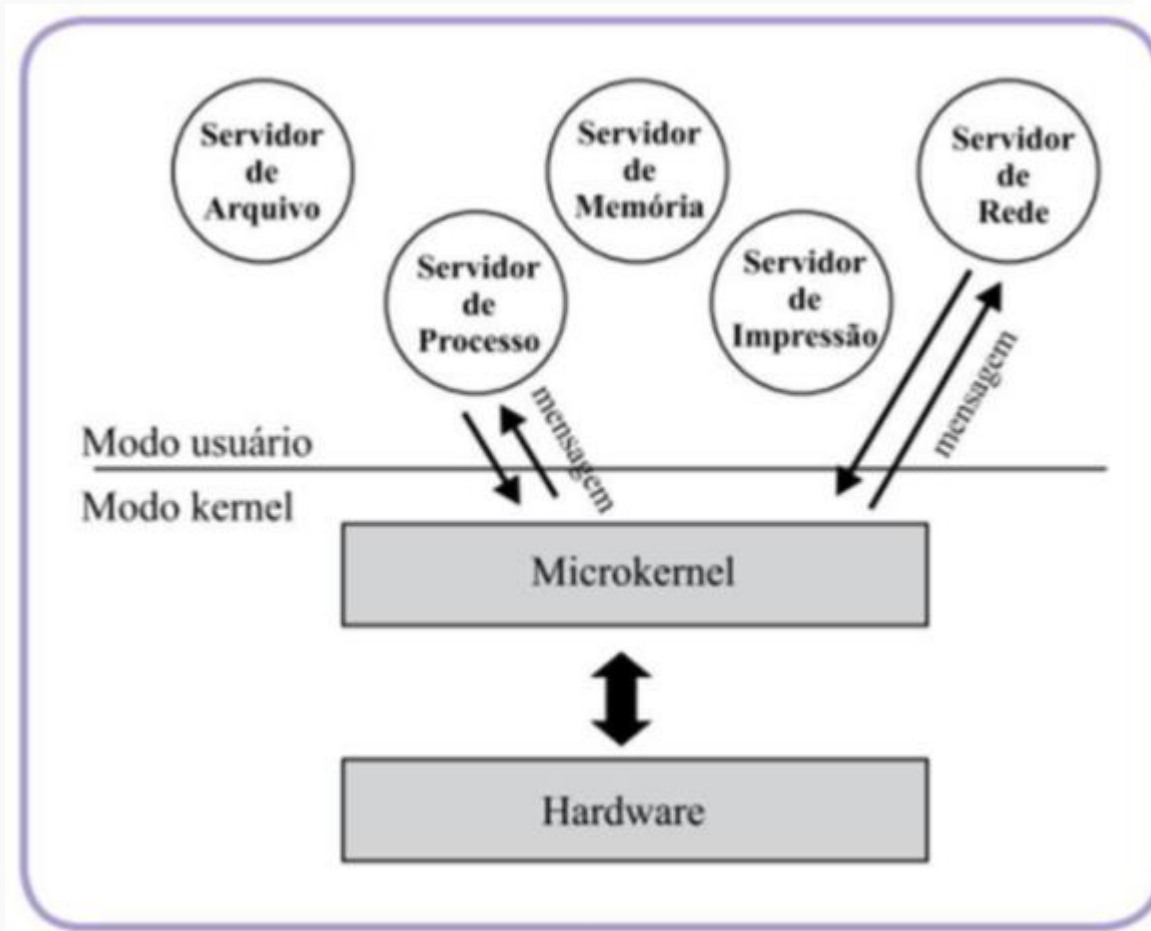 Servidor
de
Arquivo
Servidor
de
Memória
Servidor
de
Rede
Servidor
de
Processo
Servidor
de
Impressão
mensagem
mensagem
Modo usuário
Modo kernel
Microkernel
Hardware